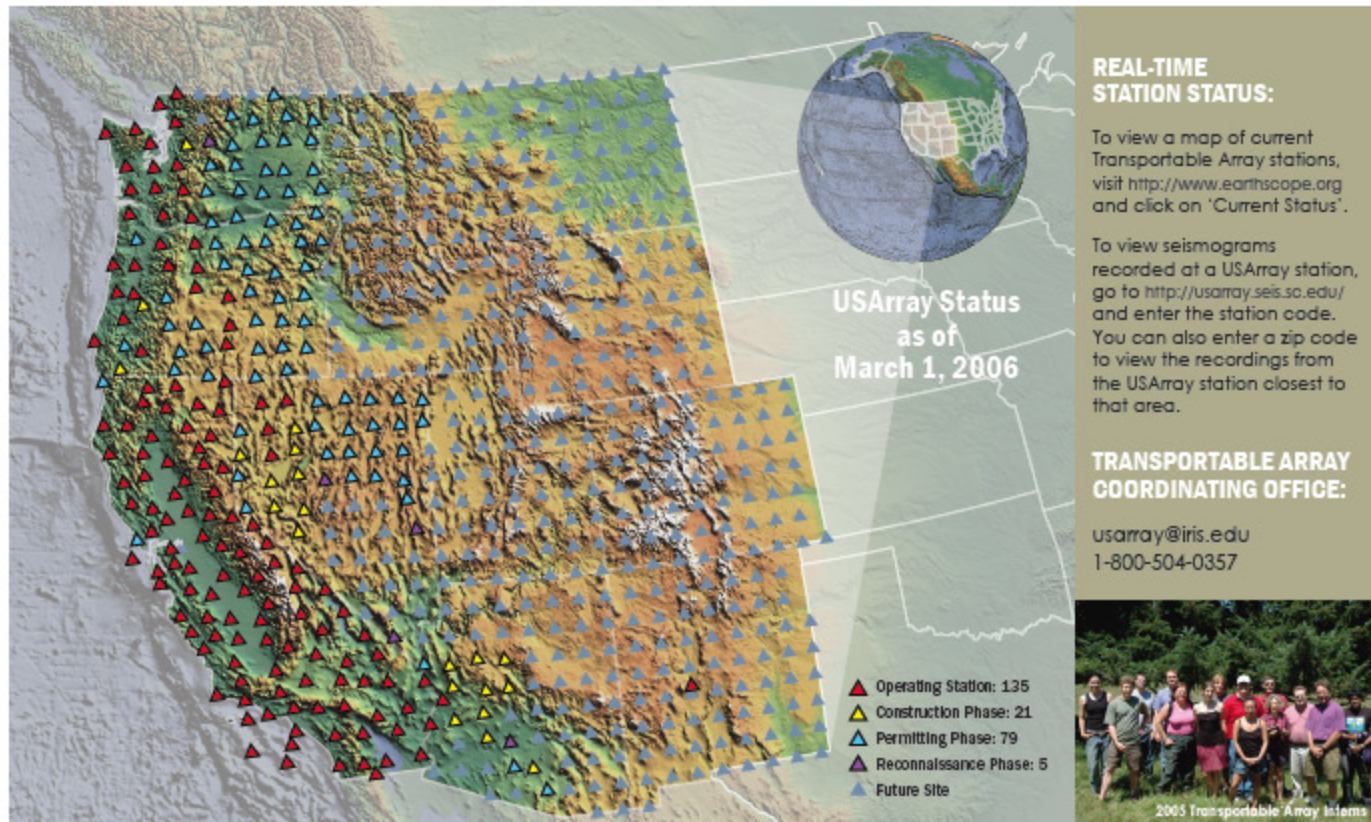 USArray Status
as of
March 1, 2006
Operating Station: 135
Construction Phase: 21
Permitting Phase: 79
Reconnaissance Phase: 5
Future Site
REAL-TIME
STATION STATUS:
To view a map of current
Transportable Array stations,
visit http://www.earthscope.org
and click on ‘Current Status’.
To view seismograms
recorded at a USArray station,
go to http://usarray.seis.sc.edu/
and enter the station code.
You can also enter a zip code
to view the recordings from
the USArray station closest to
that area.
TRANSPORTABLE ARRAY
COORDINATING OFFICE:
usarray@iris.edu
1-800-504-0357
2005 Transportable Array Interns